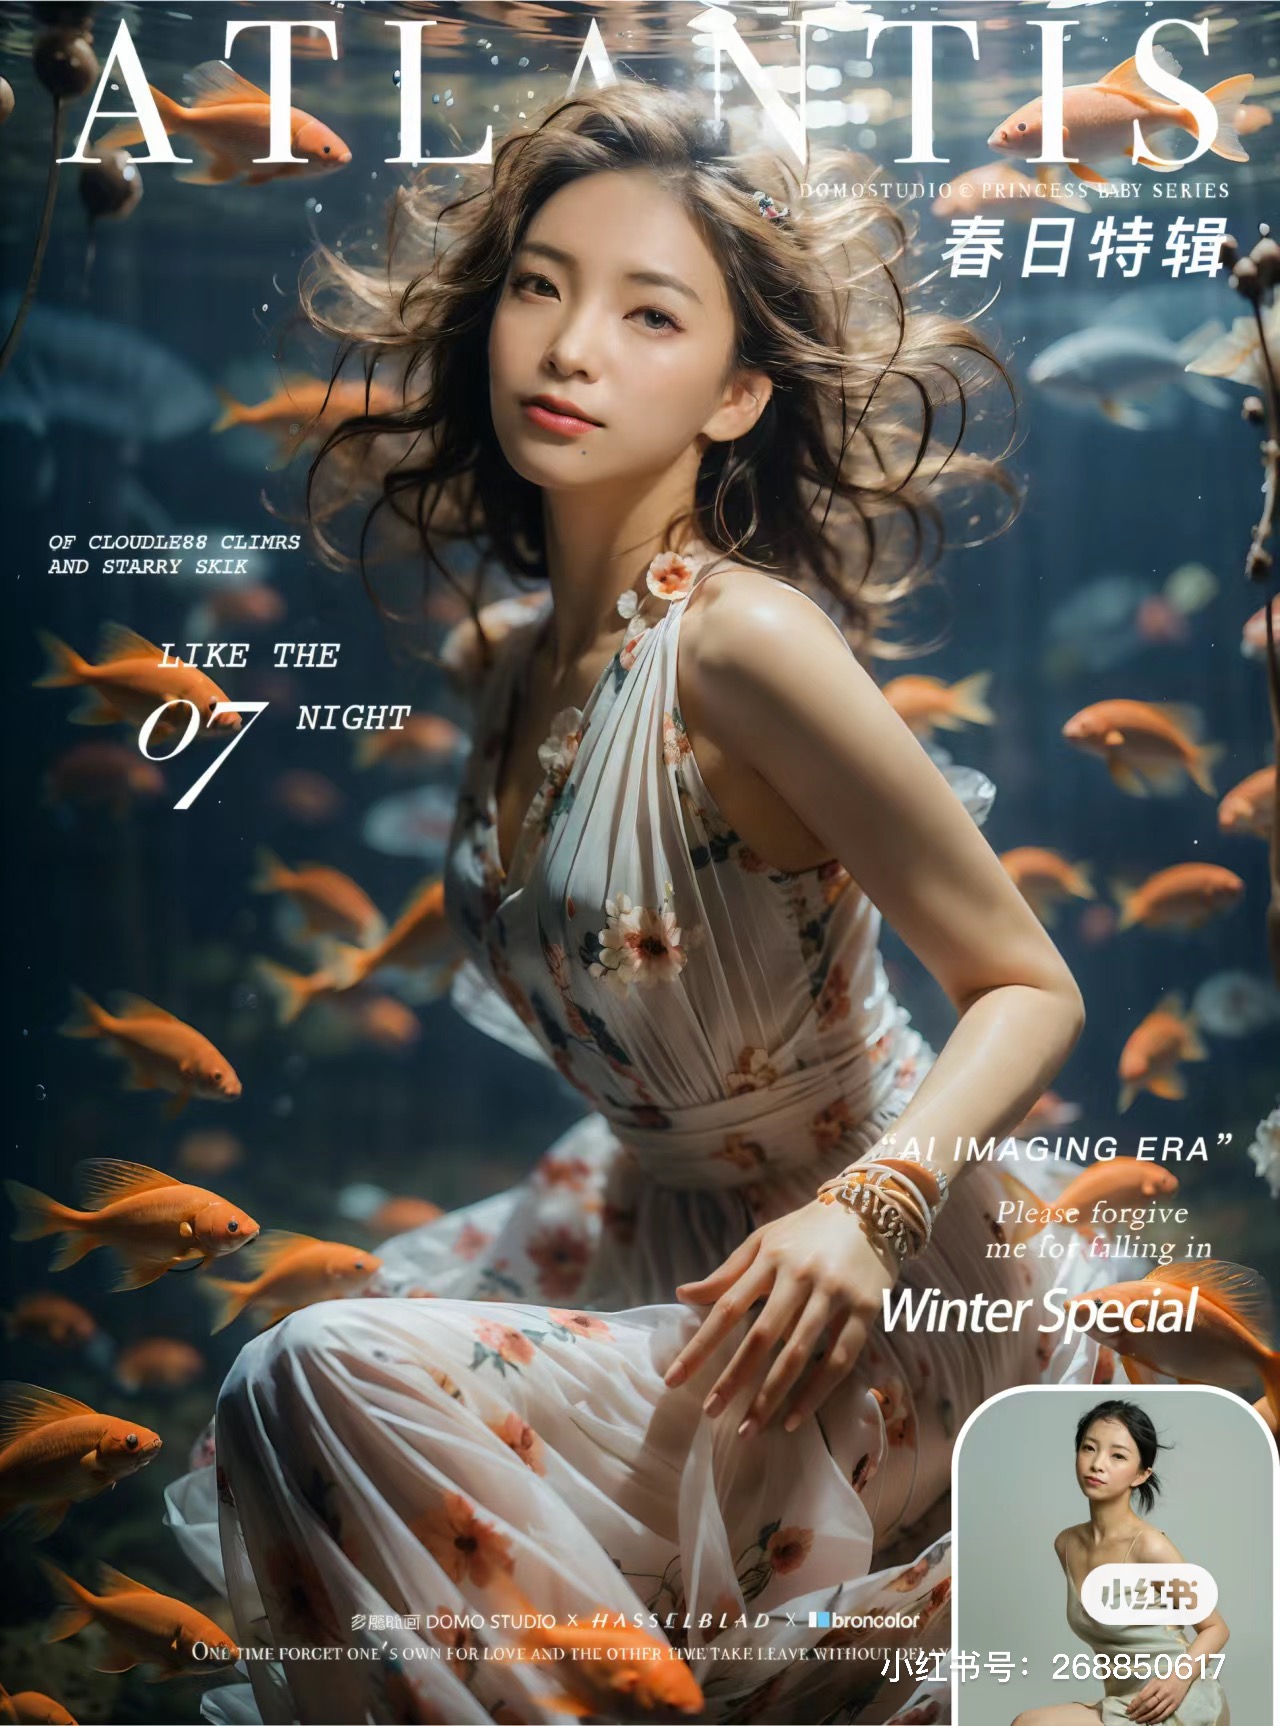 ATLANTIS
DOMOSTUDIO © PRINCESS BABY SERIES
春日特辑
OF CLOUDLE88 CLIMRS
AND STARRY SKIK
LIKE THE
07 NIGHT
“AI IMAGING ERA”
Please forgive
me for falling in
Winter Special
小红书
DOMO STUDIO X HASSELBLAD X broncolor
ONE TIME FORGET ONE'S OWN FOR LOVE AND THE OTHER TIME TAKE LEAVE WITHOUT DELAY
小红书号：268850617